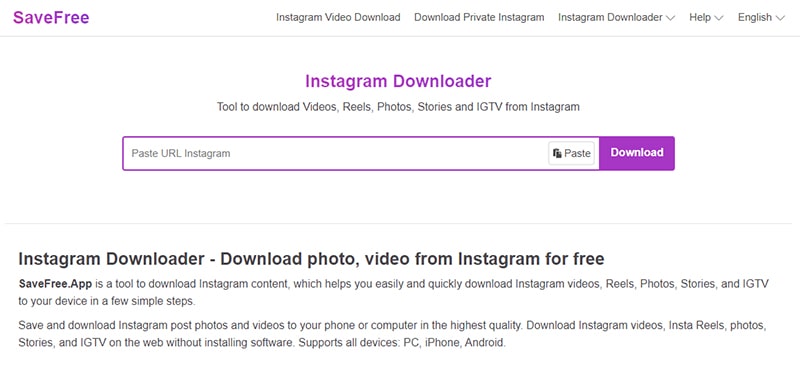 SaveFree
Instagram Video Download
Download Private Instagram
Instagram Downloader
Help
English
Instagram Downloader
Tool to download Videos, Reels, Photos, Stories and IGTV from Instagram
Paste URL Instagram
Paste
Download
Instagram Downloader - Download photo, video from Instagram for free
SaveFree.App is a tool to download Instagram content, which helps you easily and quickly download Instagram videos, Reels, Photos, Stories, and IGTV
to your device in a few simple steps.
Save and download Instagram post photos and videos to your phone or computer in the highest quality. Download Instagram videos, Insta Reels, photos,
Stories, and IGTV on the web without installing software. Supports all devices: PC, iPhone, Android.